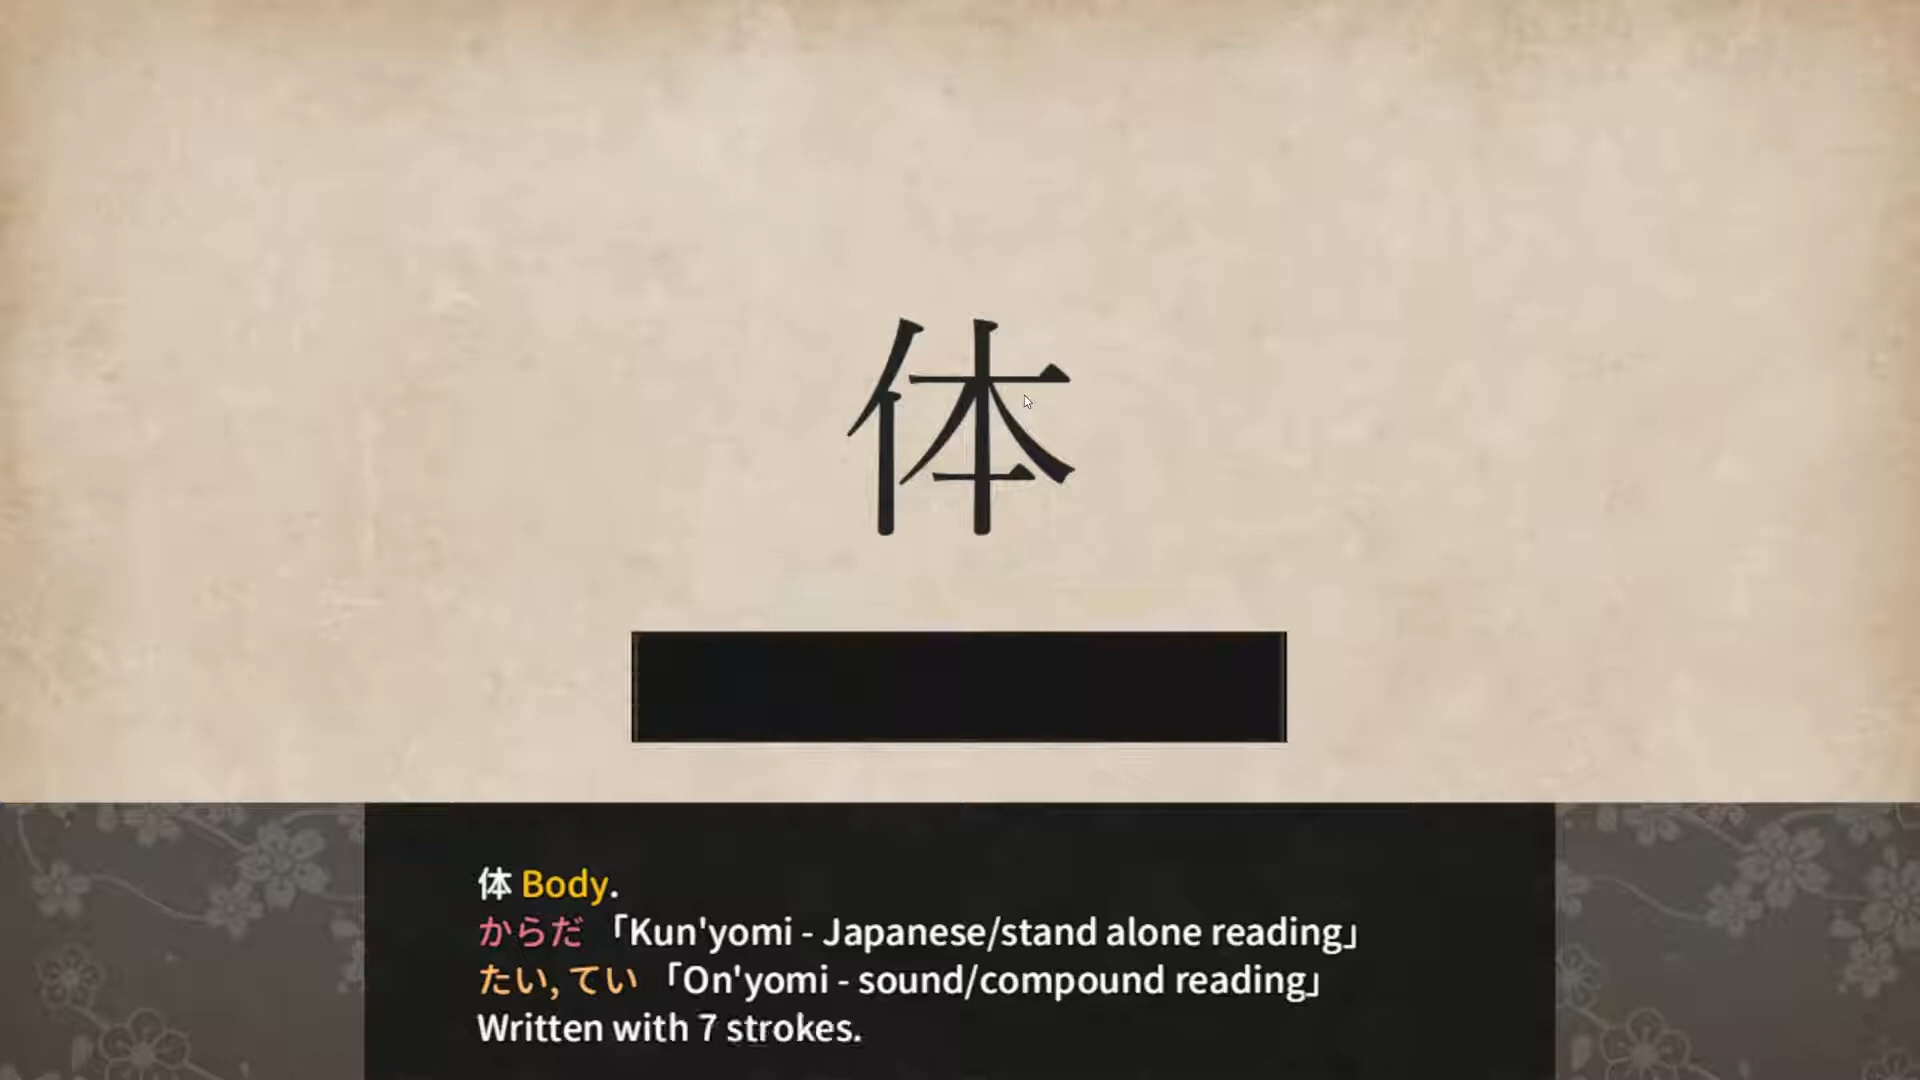 体
体 Body.
からだ 「Kun'yomi - Japanese/stand alone reading」
たい, てい 「On'yomi - sound/compound reading」
Written with 7 strokes.